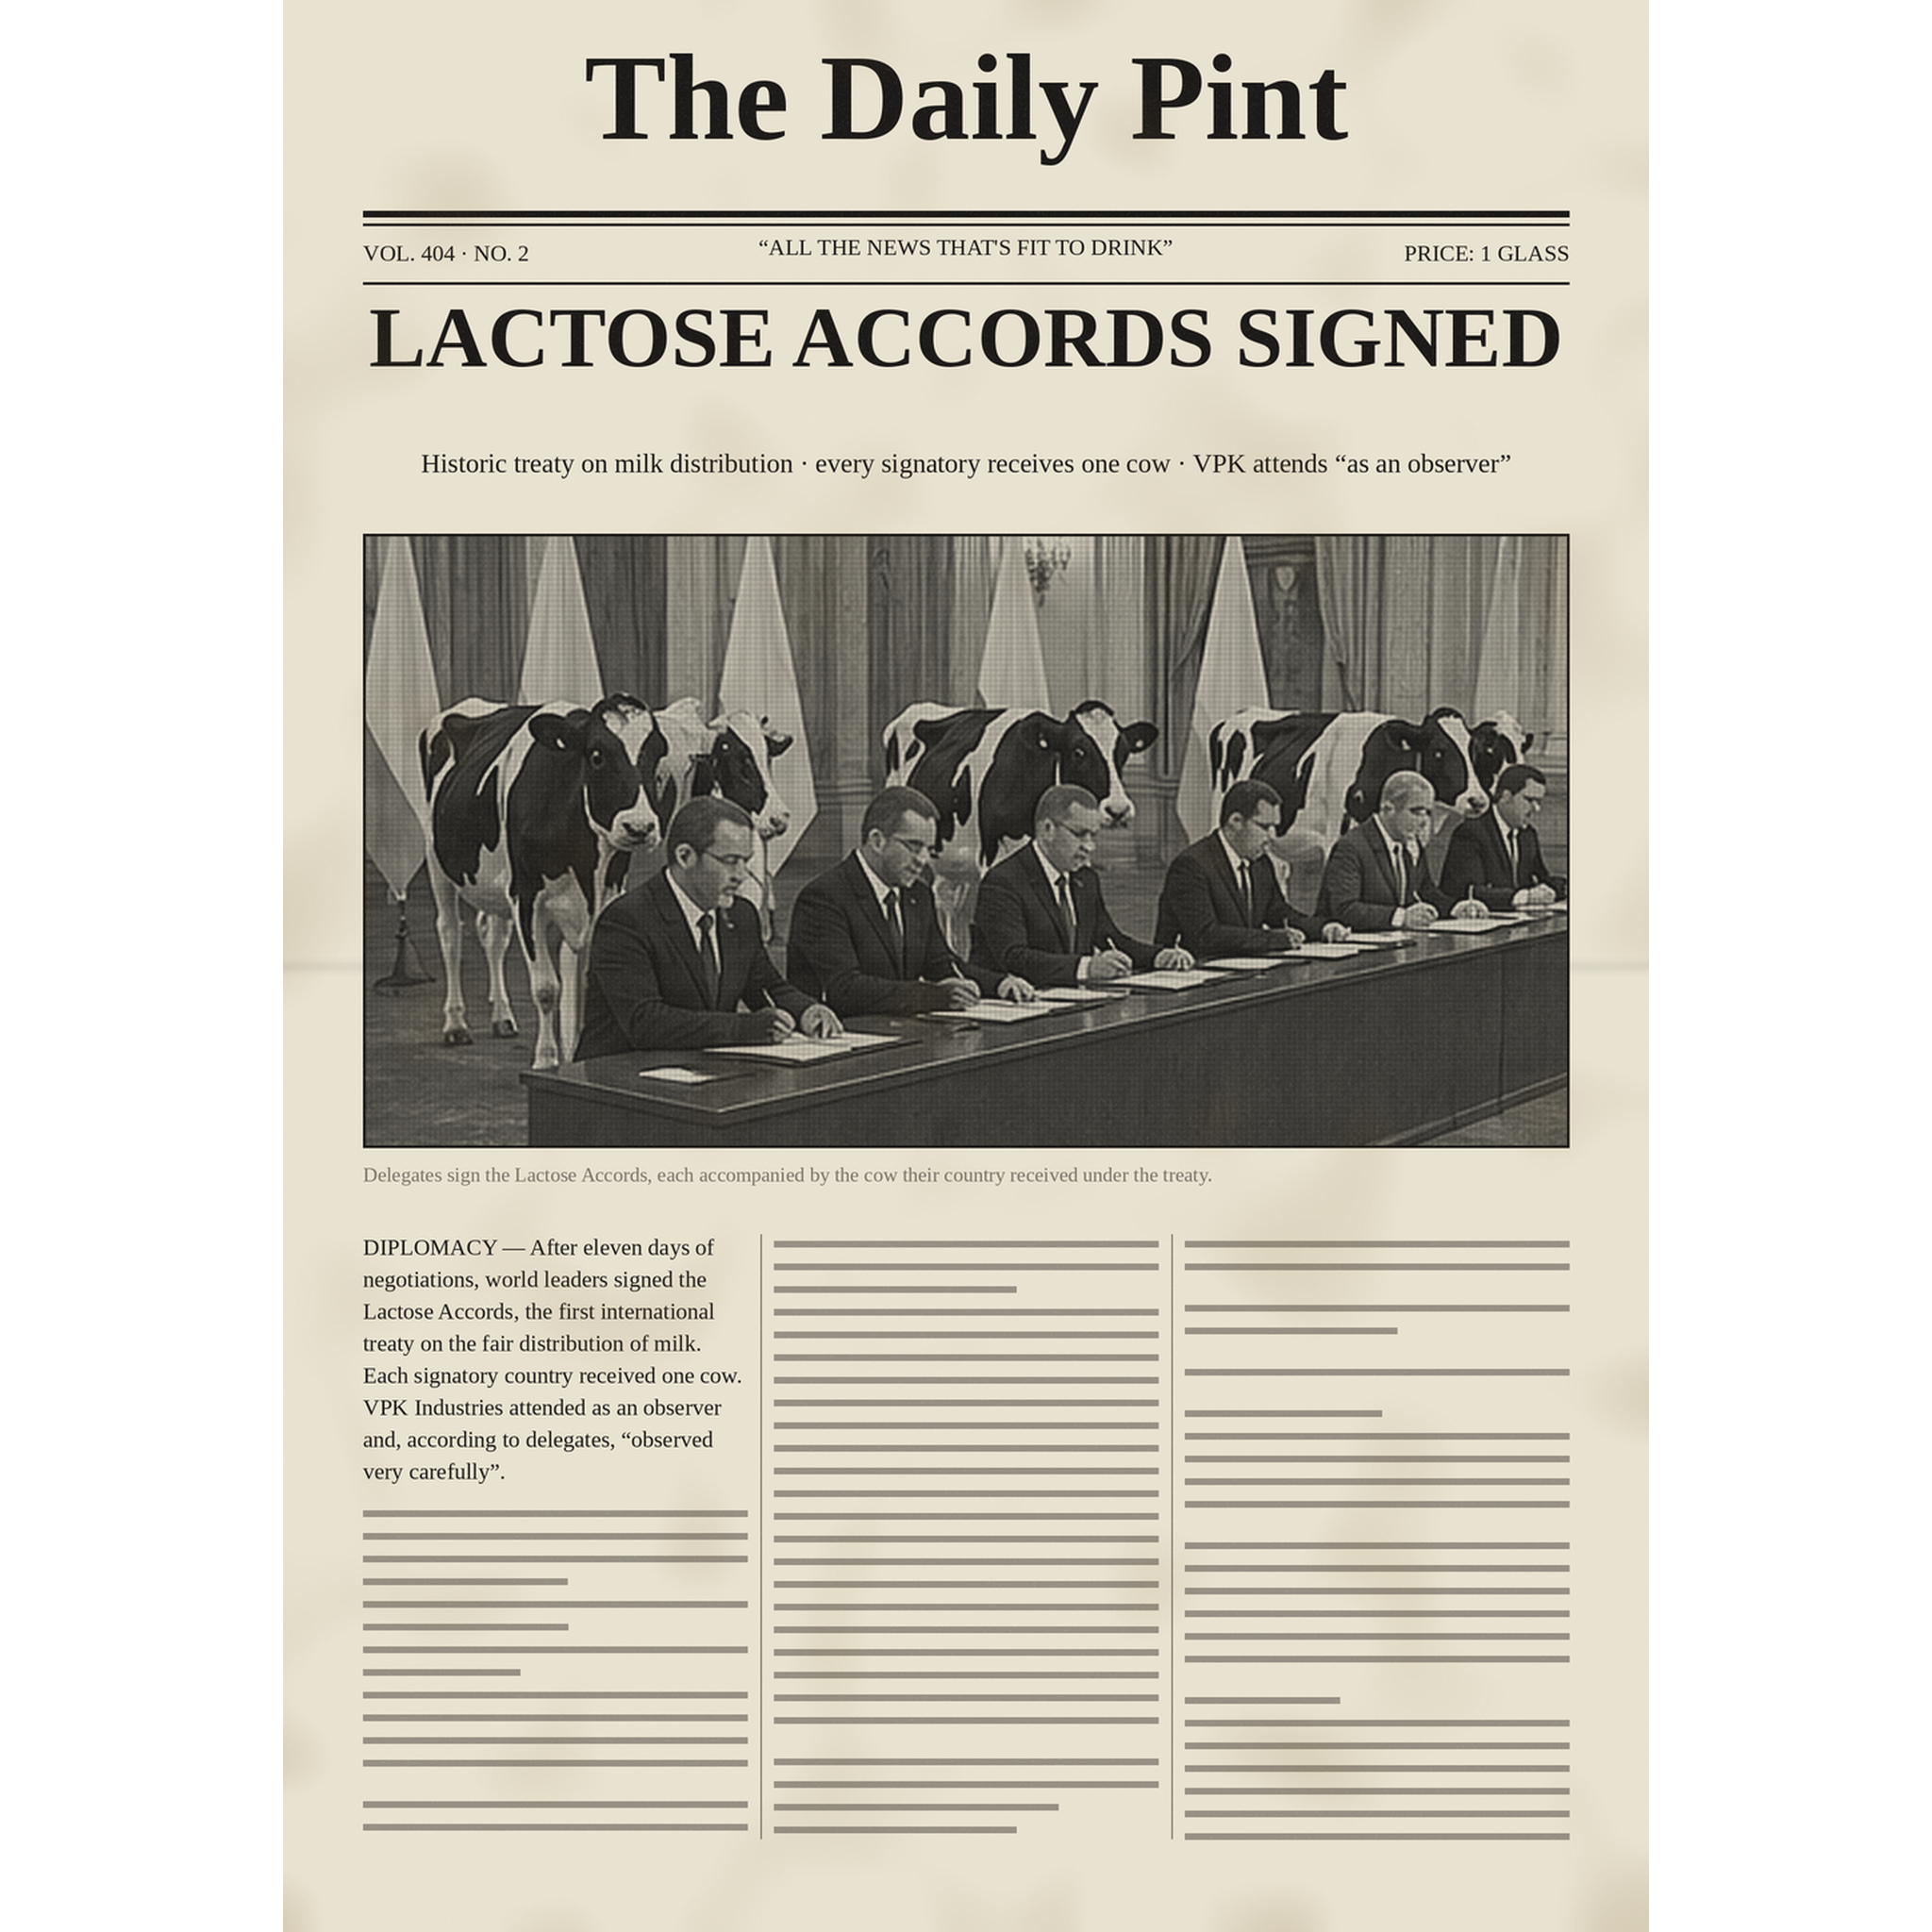 The Daily Pint
VOL. 404 · NO. 2
“ALL THE NEWS THAT'S FIT TO DRINK”
PRICE: 1 GLASS
LACTOSE ACCORDS SIGNED
Historic treaty on milk distribution · every signatory receives one cow · VPK attends “as an observer”
Delegates sign the Lactose Accords, each accompanied by the cow their country received under the treaty.
DIPLOMACY — After eleven days of
negotiations, world leaders signed the
Lactose Accords, the first international
treaty on the fair distribution of milk.
Each signatory country received one cow.
VPK Industries attended as an observer
and, according to delegates, “observed
very carefully”.